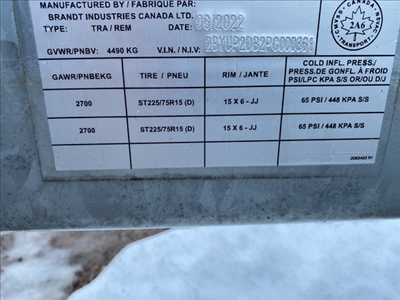 MANUFACTURED BY / FABRIQUE PAR:
BRANDT INDUSTRIES CANADA LTD.
TYPE: TRA / REM DATE: 08/2022
GVWR/PNBV: 4490 KG V.I.N. / N.I.V:
CANADA
TRANSPORT
2A6
GAWR/PNBEKG TIRE / PNEU RIM / JANTE COLD INFL. PRESS./
PRESS.DE GONFL. À FROID
PSI/LPC KPA S/S OR/OU DJ
2700 ST225/75R15 (D) 15 X 6 - JJ 65 PSI / 448 KPA S/S
2700 ST225/75R15 (D) 15 X 6 - JJ 65 PSI / 448 KPA S/S